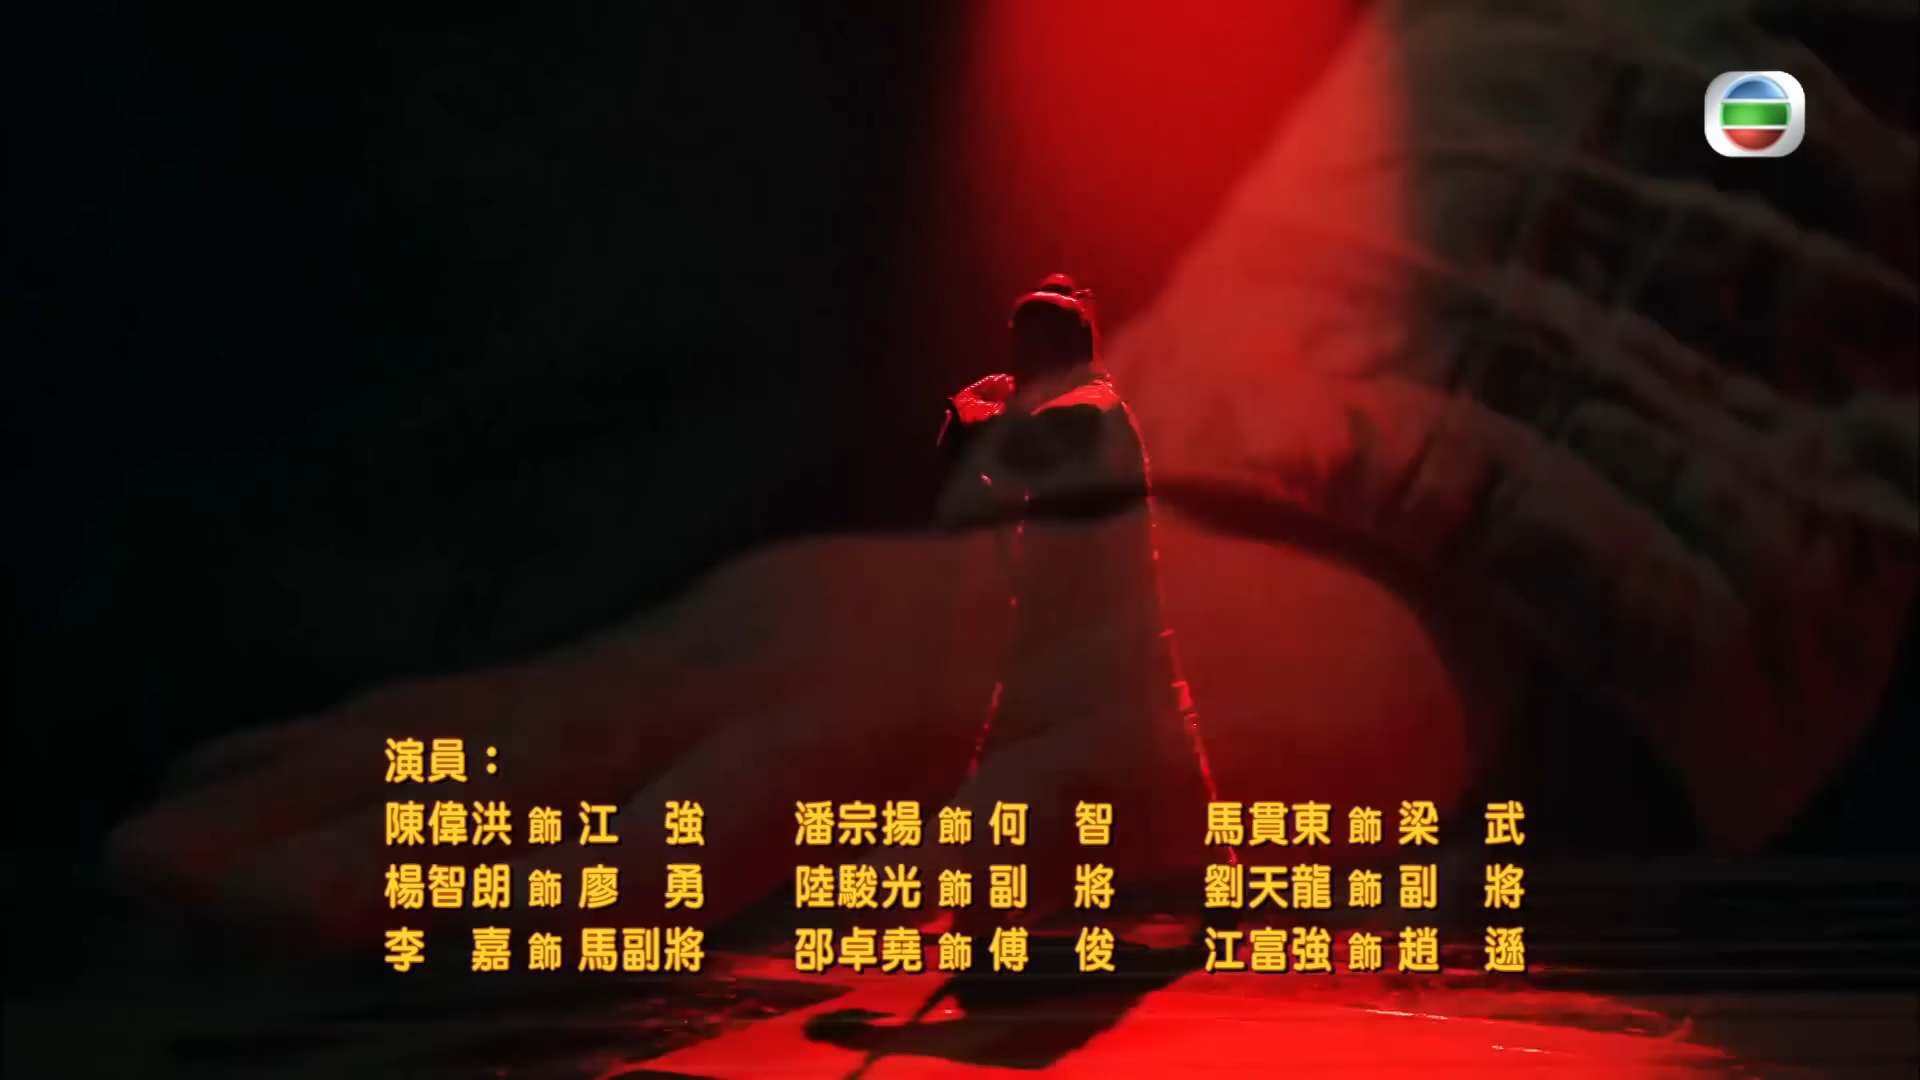 演員：
陳偉洪 飾 江　強　　潘宗揚 飾 何　智　　馬貫東 飾 梁　武
楊智朗 飾 廖　勇　　陸駿光 飾 副　將　　劉天龍 飾 副　將
李　嘉 飾 馬副將　　邵卓堯 飾 傅　俊　　江富強 飾 趙　遜